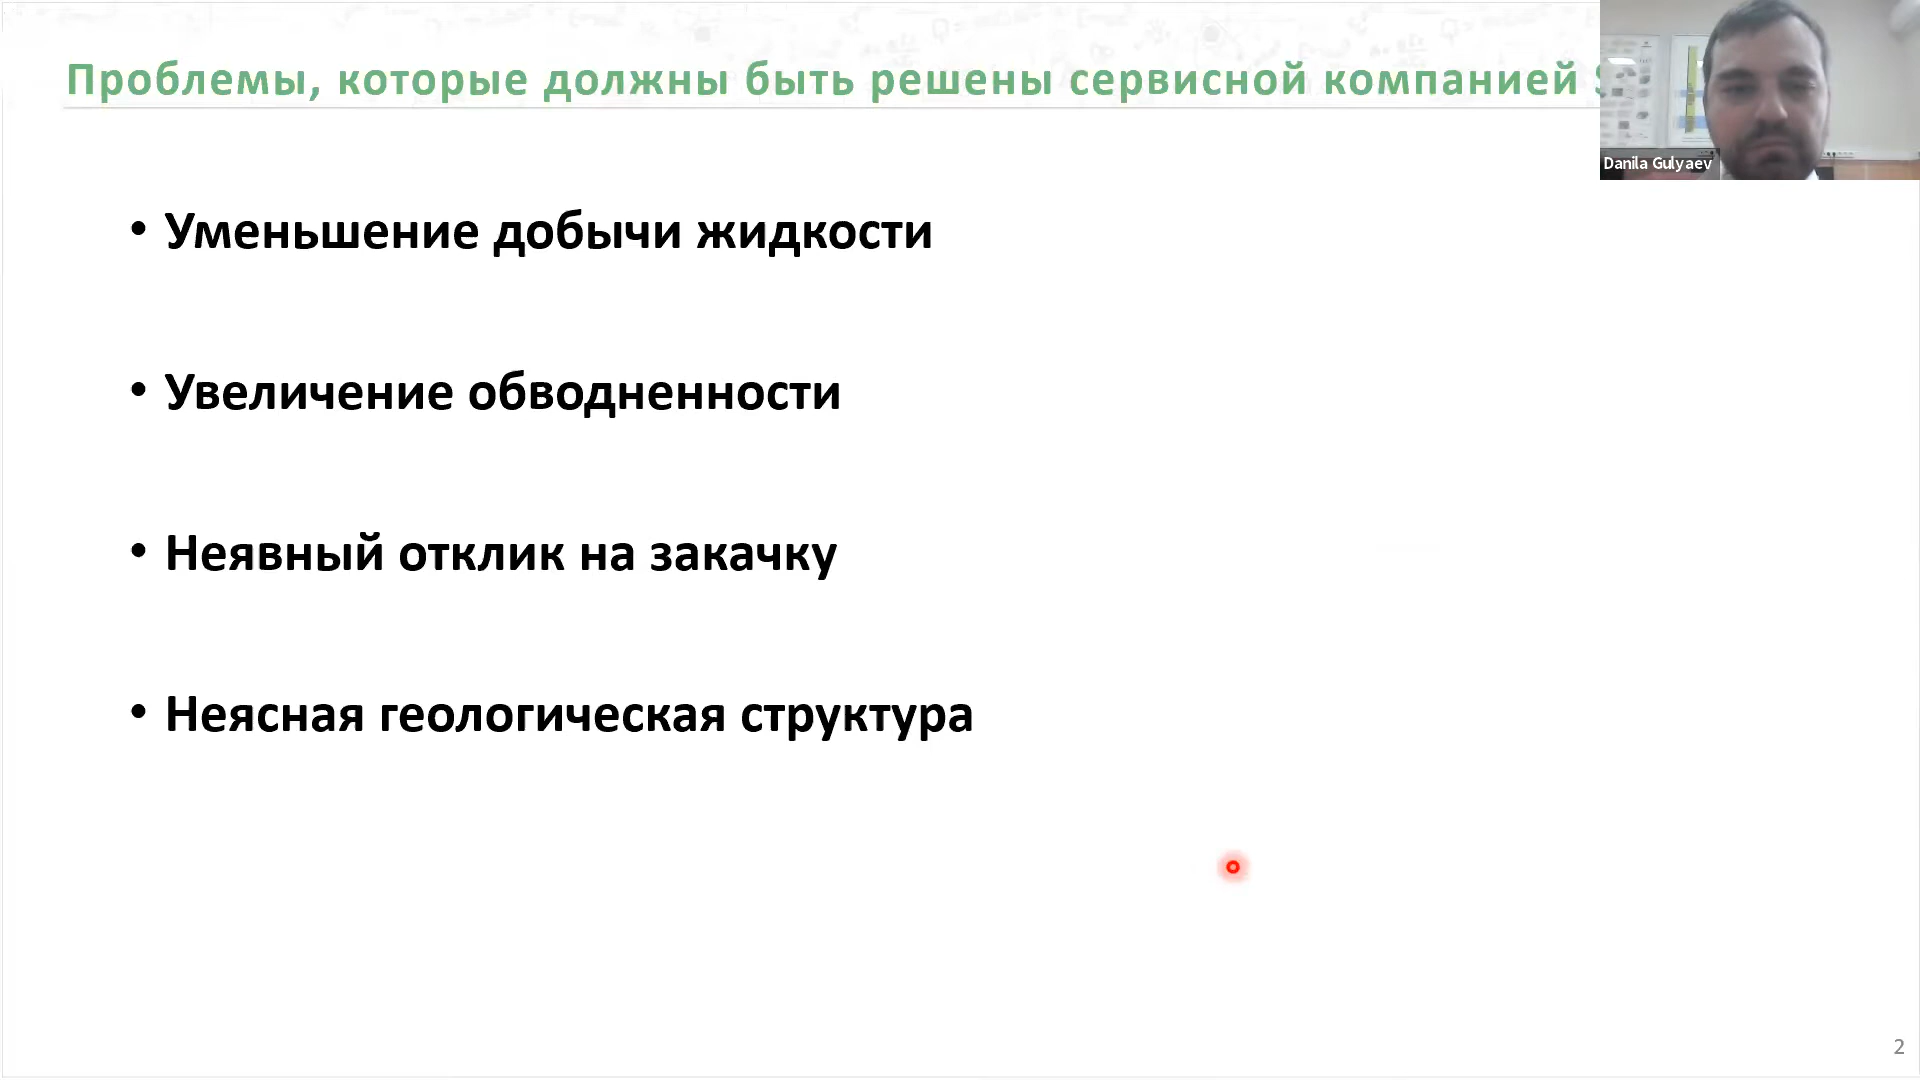 Проблемы, которые должны быть решены сервисной компанией
Danila Gulyaev
• Уменьшение добычи жидкости
• Увеличение обводненности
• Неявный отклик на закачку
• Неясная геологическая структура
2